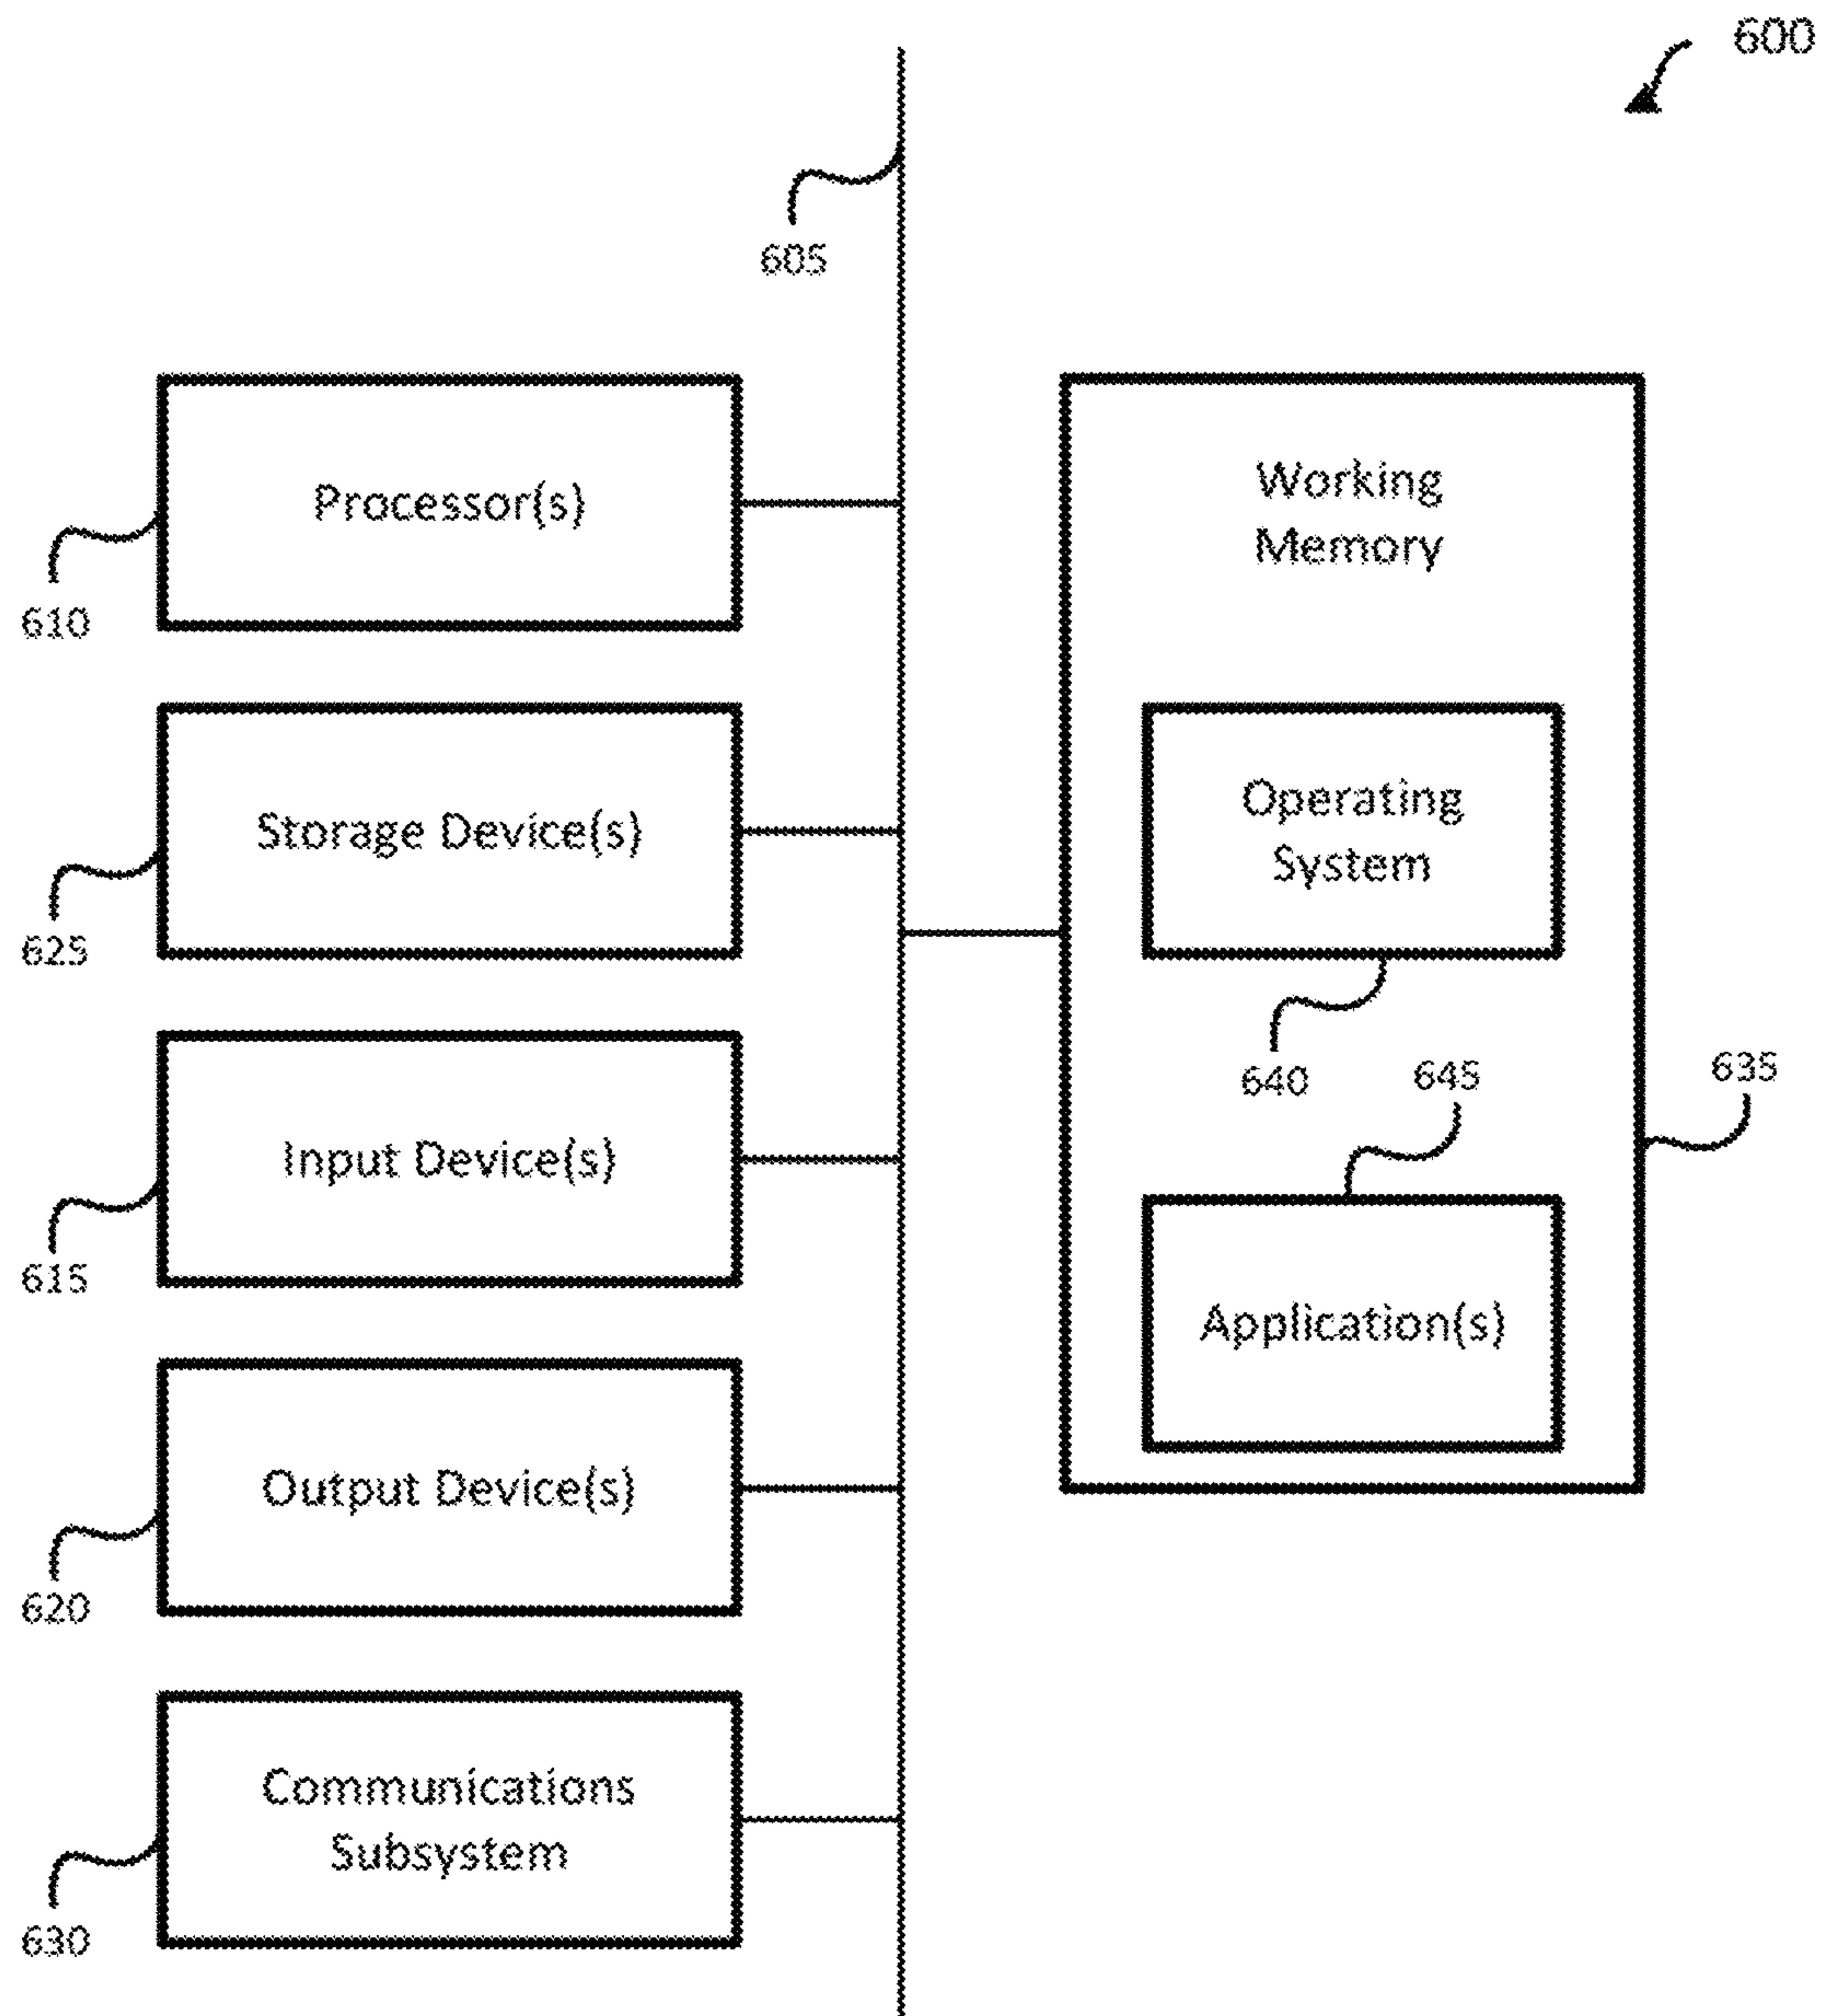 600
605
Processor(s)
610
Storage Device(s)
625
Input Device(s)
615
Output Device(s)
620
Communications
Subsystem
630
Working
Memory
Operating
System
640
645
635
Application(s)